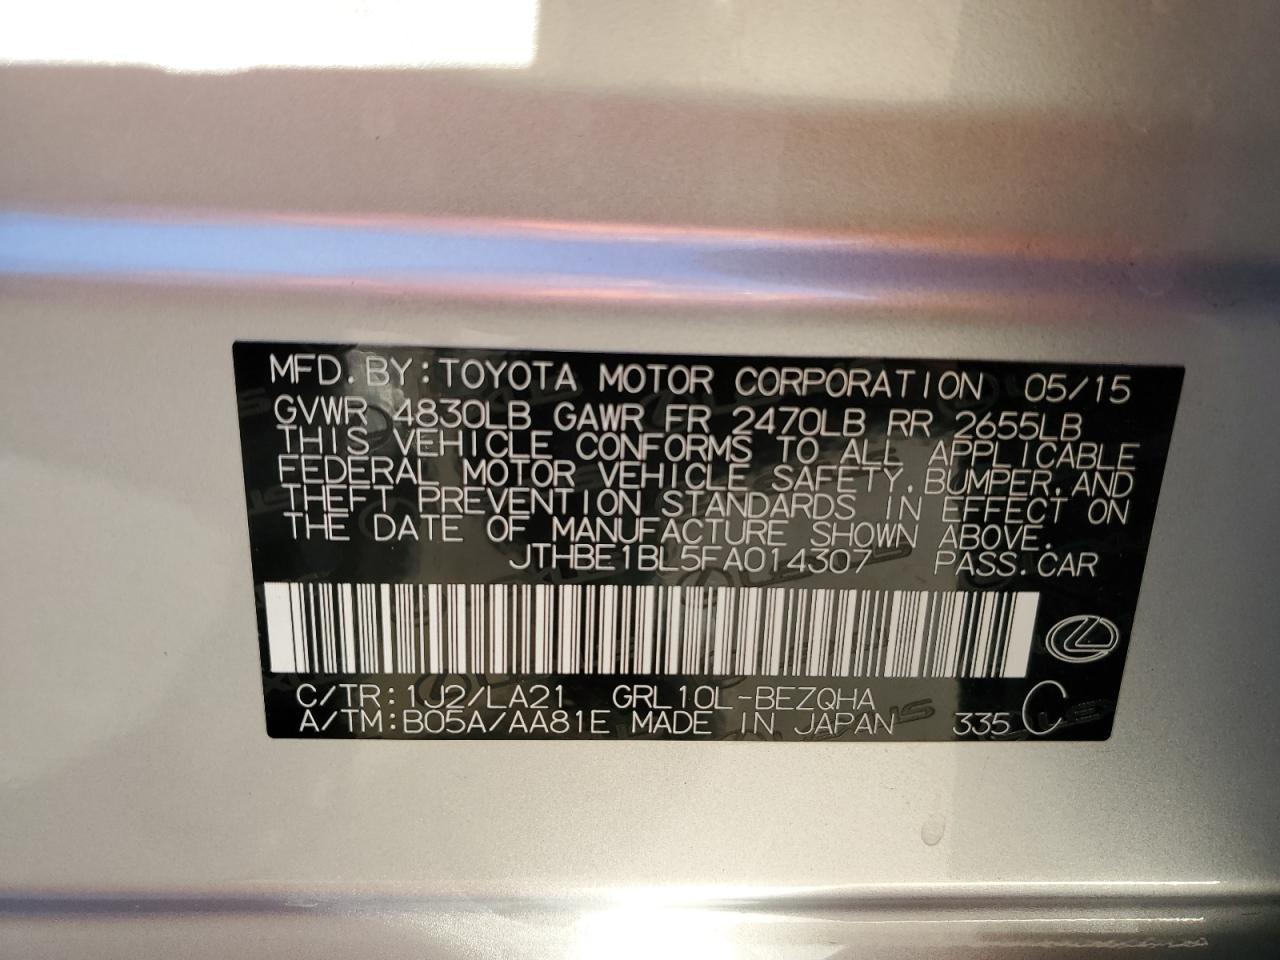 MFD. BY: TOYOTA MOTOR CORPORATION 05/15
GVWR 4830LB GAWR FR 2470LB RR 2655LB
THIS VEHICLE CONFORMS TO ALL APPLICABLE
FEDERAL MOTOR VEHICLE SAFETY, BUMPER, AND
THEFT PREVENTION STANDARDS IN EFFECT ON
THE DATE OF MANUFACTURE SHOWN ABOVE.
JTHBE1BL5FA014307 PASS. CAR
C/TR: 1J2/LA21 GRL10L-BEZQHA
A/TM: B05A/AA81E MADE IN JAPAN 335 C